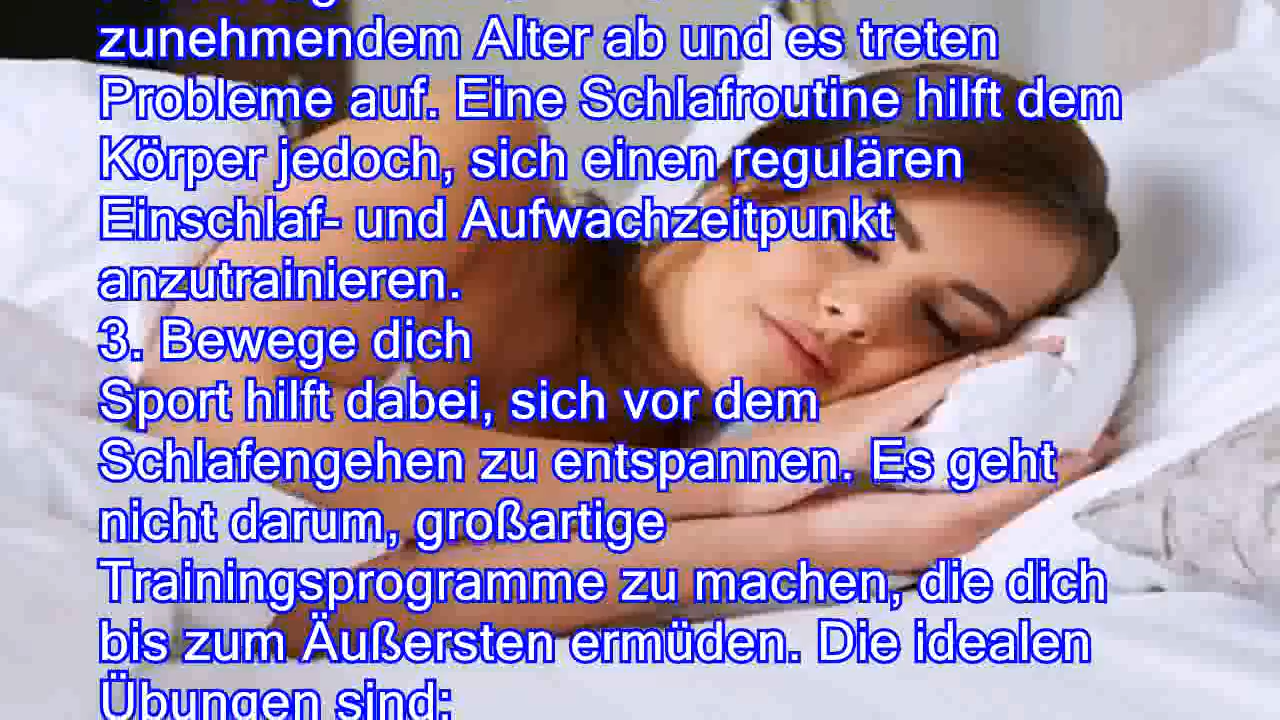 zunehmendem Alter ab und es treten
Probleme auf. Eine Schlafroutine hilft dem
Körper jedoch, sich einen regulären
Einschlaf- und Aufwachzeitpunkt
anzutrainieren.
3. Bewege dich
Sport hilft dabei, sich vor dem
Schlafengehen zu entspannen. Es geht
nicht darum, großartige
Trainingsprogramme zu machen, die dich
bis zum Äußersten ermüden. Die idealen
Übungen sind: